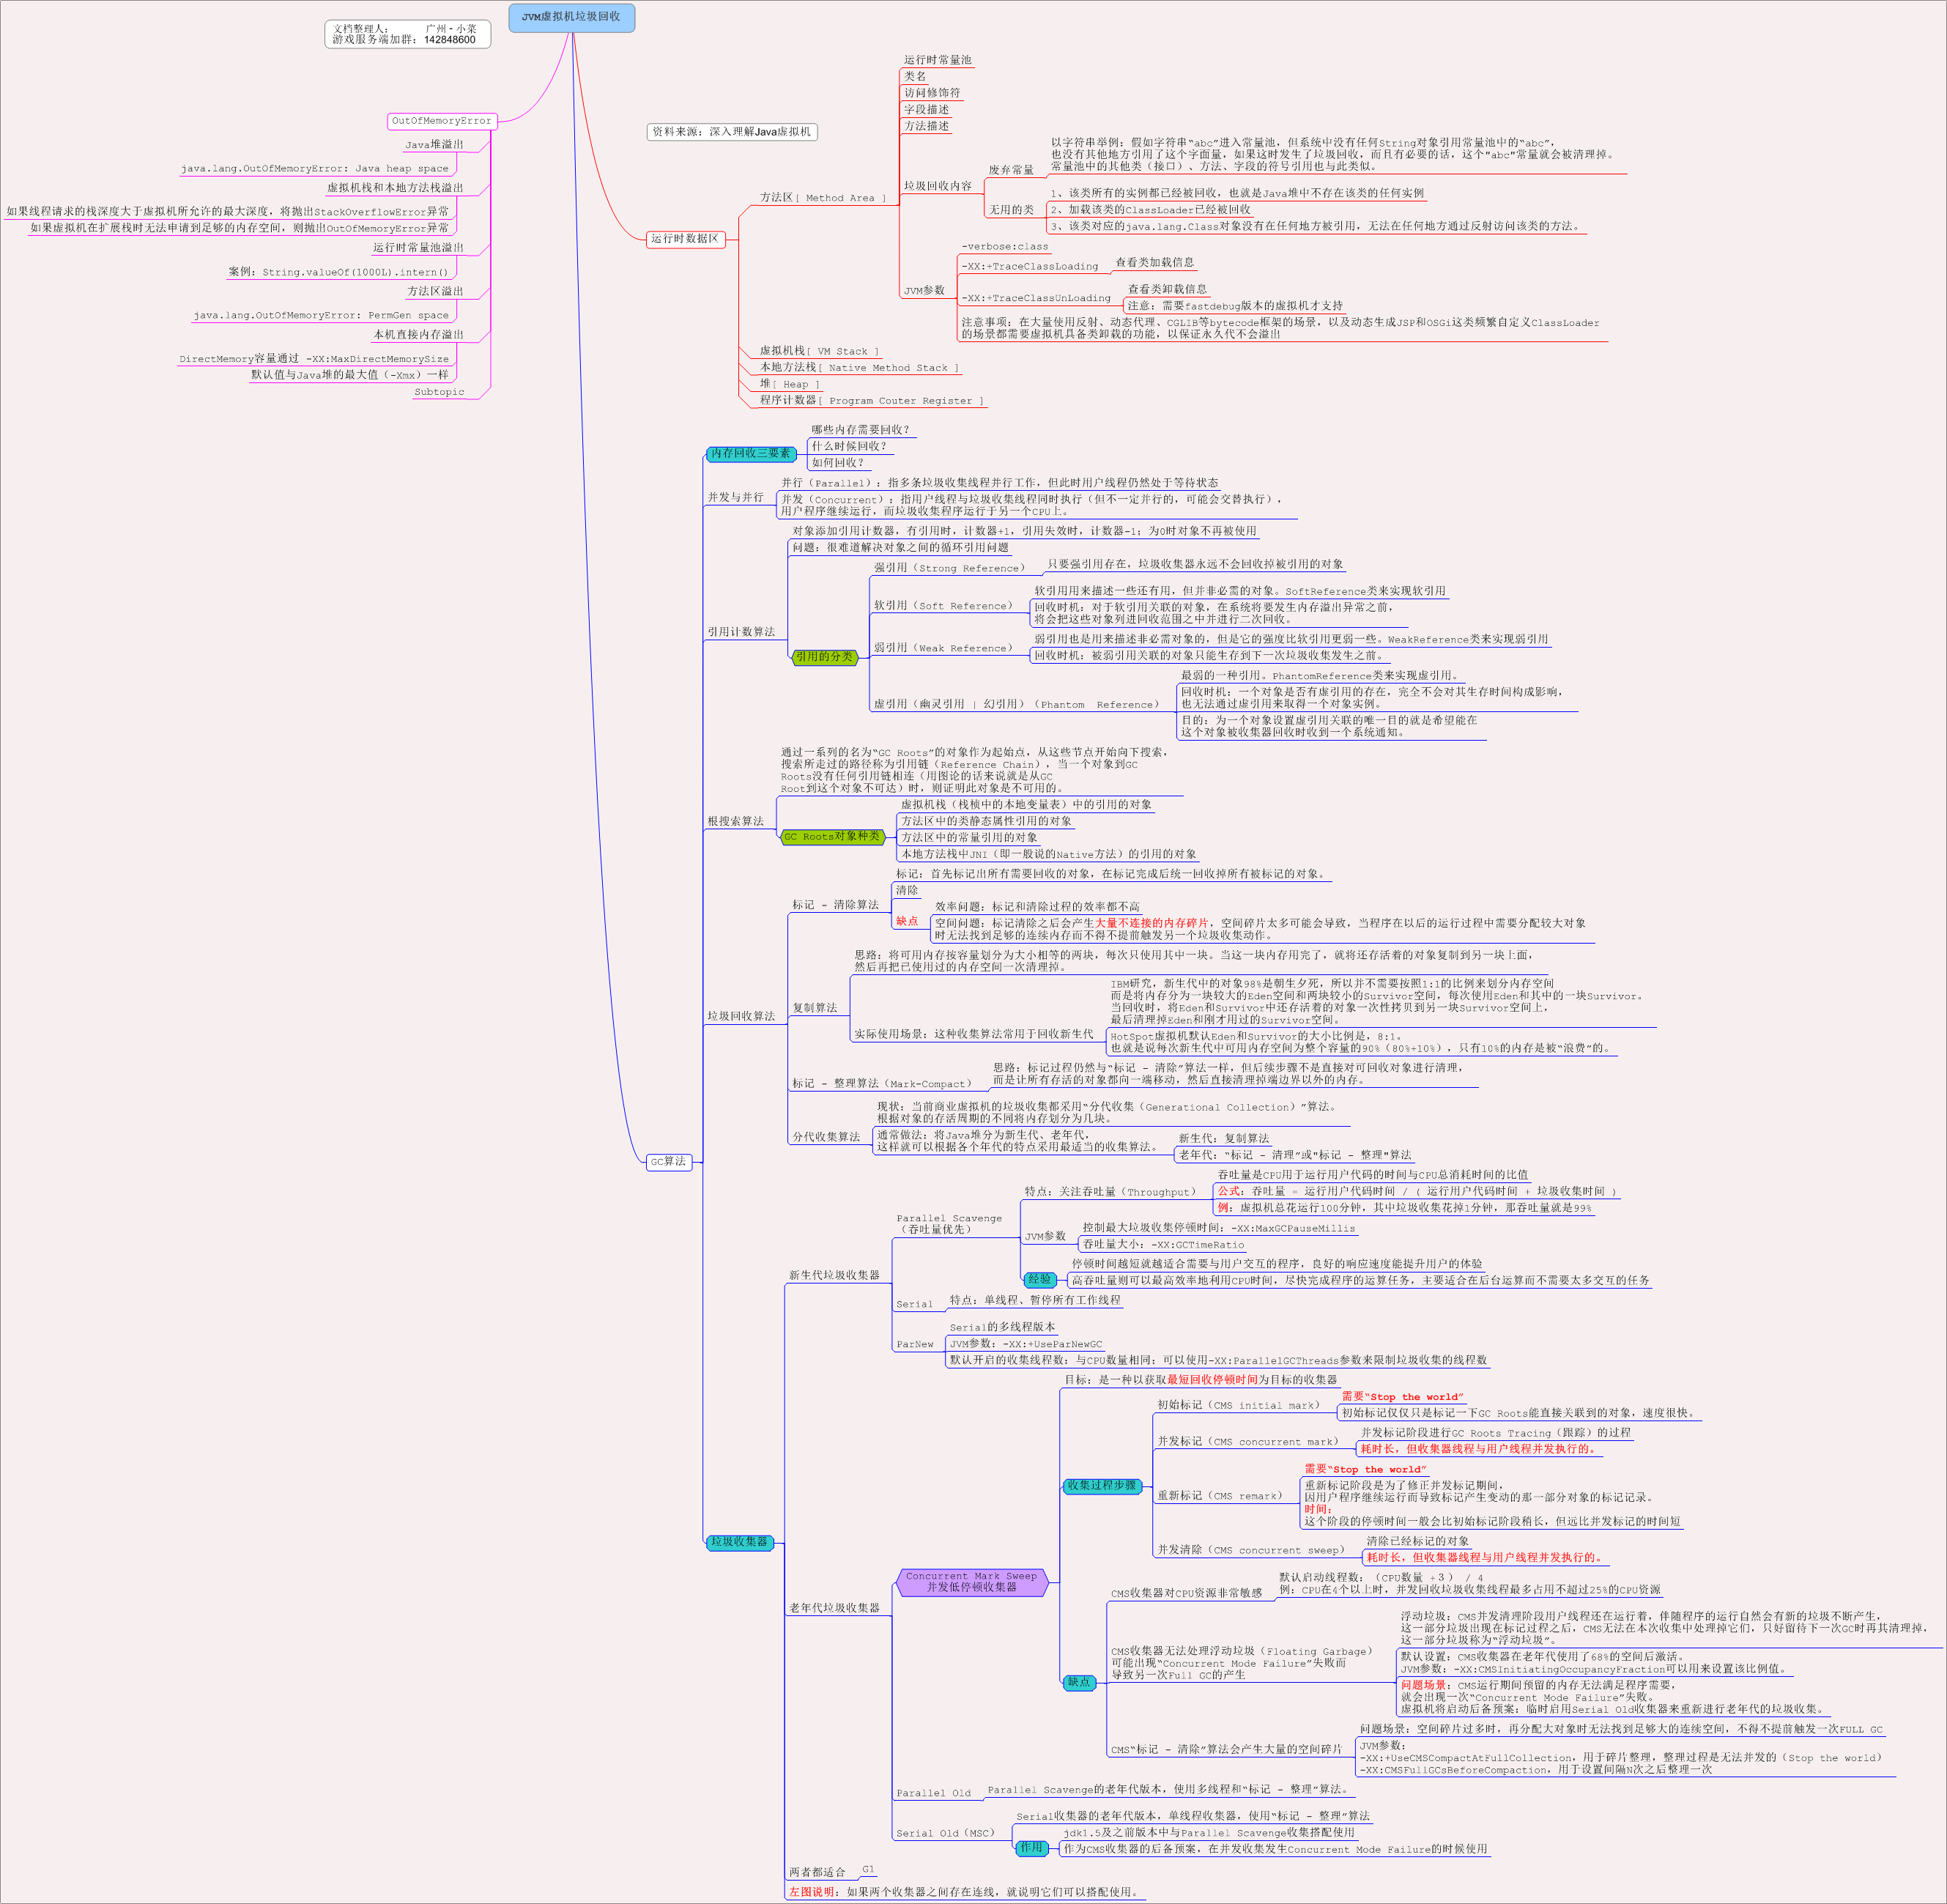 JVM虚拟机垃圾回收
文档整理人： 广州 - 小菜
游戏服务端加群：142848600
OutOfMemoryError
Java堆溢出
java.lang.OutOfMemoryError: Java heap space
虚拟机栈和本地方法栈溢出
如果线程请求的栈深度大于虚拟机所允许的最大深度，将抛出StackOverflowError异常
如果虚拟机在扩展栈时无法申请到足够的内存空间，则抛出OutOfMemoryError异常
运行时常量池溢出
案例：String.valueOf(1000L).intern()
方法区溢出
java.lang.OutOfMemoryError: PermGen space
本机直接内存溢出
DirectMemory容量通过 -XX:MaxDirectMemorySize
默认值与Java堆的最大值（-Xmx）一样
Subtopic
资料来源：深入理解Java虚拟机
运行时数据区
方法区[ Method Area ]
运行时常量池
类名
访问修饰符
字段描述
方法描述
垃圾回收内容
废弃常量
以字符串举例：假如字符串“abc”进入常量池，但系统中没有任何String对象引用常量池中的“abc”，
也没有其他地方引用了这个字面量，如果这时发生了垃圾回收，而且有必要的话，这个"abc"常量就会被清理掉。
常量池中的其他类（接口）、方法、字段的符号引用也与此类似。
无用的类
1、该类所有的实例都已经被回收，也就是Java堆中不存在该类的任何实例
2、加载该类的ClassLoader已经被回收
3、该类对应的java.lang.Class对象没有在任何地方被引用，无法在任何地方通过反射访问该类的方法。
JVM参数
-verbose:class
-XX:+TraceClassLoading
查看类加载信息
-XX:+TraceClassUnLoading
查看类卸载信息
注意：需要fastdebug版本的虚拟机才支持
注意事项：在大量使用反射、动态代理、CGLIB等bytecode框架的场景，以及动态生成JSP和OSGi这类频繁自定义ClassLoader
的场景都需要虚拟机具备类卸载的功能，以保证永久代不会溢出
虚拟机栈[ VM Stack ]
本地方法栈[ Native Method Stack ]
堆[ Heap ]
程序计数器[ Program Couter Register ]
GC算法
内存回收三要素
哪些内存需要回收？
什么时候回收？
如何回收？
并发与并行
并行（Parallel）：指多条垃圾收集线程并行工作，但此时用户线程仍然处于等待状态
并发（Concurrent）：指用户线程与垃圾收集线程同时执行（但不一定并行的，可能会交替执行），
用户程序继续运行，而垃圾收集程序运行于另一个CPU上。
引用计数算法
对象添加引用计数器，有引用时，计数器+1，引用失效时，计数器-1；为0时对象不再被使用
问题：很难道解决对象之间的循环引用问题
引用的分类
强引用（Strong Reference）
只要强引用存在，垃圾收集器永远不会回收掉被引用的对象
软引用（Soft Reference）
软引用用来描述一些还有用，但并非必需的对象。SoftReference类来实现软引用
回收时机：对于软引用关联的对象，在系统将要发生内存溢出异常之前，
将会把这些对象列进回收范围之中并进行二次回收。
弱引用（Weak Reference）
弱引用也是用来描述非必需对象的，但是它的强度比软引用更弱一些。WeakReference类来实现弱引用
回收时机：被弱引用关联的对象只能生存到下一次垃圾收集发生之前。
虚引用（幽灵引用 | 幻引用）（Phantom  Reference）
最弱的一种引用。PhantomReference类来实现虚引用。
回收时机：一个对象是否有虚引用的存在，完全不会对其生存时间构成影响，
也无法通过虚引用来取得一个对象实例。
目的：为一个对象设置虚引用关联的唯一目的就是希望能在
这个对象被收集器回收时收到一个系统通知。
根搜索算法
通过一系列的名为“GC Roots”的对象作为起始点，从这些节点开始向下搜索，
搜索所走过的路径称为引用链（Reference Chain），当一个对象到GC
Roots没有任何引用链相连（用图论的话来说就是从GC
Root到这个对象不可达）时，则证明此对象是不可用的。
GC Roots对象种类
虚拟机栈（栈桢中的本地变量表）中的引用的对象
方法区中的类静态属性引用的对象
方法区中的常量引用的对象
本地方法栈中JNI（即一般说的Native方法）的引用的对象
垃圾回收算法
标记 - 清除算法
标记：首先标记出所有需要回收的对象，在标记完成后统一回收掉所有被标记的对象。
清除
缺点
效率问题：标记和清除过程的效率都不高
空间问题：标记清除之后会产生大量不连接的内存碎片，空间碎片太多可能会导致，当程序在以后的运行过程中需要分配较大对象
时无法找到足够的连续内存而不得不提前触发另一个垃圾收集动作。
复制算法
思路：将可用内存按容量划分为大小相等的两块，每次只使用其中一块。当这一块内存用完了，就将还存活着的对象复制到另一块上面，
然后再把已使用过的内存空间一次清理掉。
实际使用场景：这种收集算法常用于回收新生代
IBM研究，新生代中的对象98%是朝生夕死，所以并不需要按照1:1的比例来划分内存空间
而是将内存分为一块较大的Eden空间和两块较小的Survivor空间，每次使用Eden和其中的一块Survivor。
当回收时，将Eden和Survivor中还存活着的对象一次性拷贝到另一块Survivor空间上，
最后清理掉Eden和刚才用过的Survivor空间。
HotSpot虚拟机默认Eden和Survivor的大小比例是，8:1。
也就是说每次新生代中可用内存空间为整个容量的90%（80%+10%），只有10%的内存是被“浪费”的。
标记 - 整理算法（Mark-Compact）
思路：标记过程仍然与“标记 - 清除”算法一样，但后续步骤不是直接对可回收对象进行清理，
而是让所有存活的对象都向一端移动，然后直接清理掉端边界以外的内存。
分代收集算法
现状：当前商业虚拟机的垃圾收集都采用“分代收集（Generational Collection）”算法。
根据对象的存活周期的不同将内存划分为几块。
通常做法：将Java堆分为新生代、老年代，
这样就可以根据各个年代的特点采用最适当的收集算法。
新生代：复制算法
老年代：“标记 - 清理”或"标记 - 整理"算法
垃圾收集器
新生代垃圾收集器
Parallel Scavenge
（吞吐量优先）
特点：关注吞吐量（Throughput）
吞吐量是CPU用于运行用户代码的时间与CPU总消耗时间的比值
公式：吞吐量 = 运行用户代码时间 / ( 运行用户代码时间 + 垃圾收集时间 )
例：虚拟机总花运行100分钟，其中垃圾收集花掉1分钟，那吞吐量就是99%
JVM参数
控制最大垃圾收集停顿时间：-XX:MaxGCPauseMillis
吞吐量大小：-XX:GCTimeRatio
经验
停顿时间越短就越适合需要与用户交互的程序，良好的响应速度能提升用户的体验
高吞吐量则可以最高效率地利用CPU时间，尽快完成程序的运算任务，主要适合在后台运算而不需要太多交互的任务
Serial
特点：单线程、暂停所有工作线程
ParNew
Serial的多线程版本
JVM参数：-XX:+UseParNewGC
默认开启的收集线程数：与CPU数量相同；可以使用-XX:ParallelGCThreads参数来限制垃圾收集的线程数
老年代垃圾收集器
Concurrent Mark Sweep
并发低停顿收集器
目标：是一种以获取最短回收停顿时间为目标的收集器
收集过程步骤
初始标记（CMS initial mark）
需要“Stop the world”
初始标记仅仅只是标记一下GC Roots能直接关联到的对象，速度很快。
并发标记（CMS concurrent mark）
并发标记阶段进行GC Roots Tracing（跟踪）的过程
耗时长，但收集器线程与用户线程并发执行的。
重新标记（CMS remark）
需要“Stop the world”
重新标记阶段是为了修正并发标记期间，
因用户程序继续运行而导致标记产生变动的那一部分对象的标记记录。
时间：
这个阶段的停顿时间一般会比初始标记阶段稍长，但远比并发标记的时间短
并发清除（CMS concurrent sweep）
清除已经标记的对象
耗时长，但收集器线程与用户线程并发执行的。
缺点
CMS收集器对CPU资源非常敏感
默认启动线程数：（CPU数量 +3） / 4
例：CPU在4个以上时，并发回收垃圾收集线程最多占用不超过25%的CPU资源
CMS收集器无法处理浮动垃圾（Floating Garbage）
可能出现“Concurrent Mode Failure”失败而
导致另一次Full GC的产生
浮动垃圾：CMS并发清理阶段用户线程还在运行着，伴随程序的运行自然会有新的垃圾不断产生，
这一部分垃圾出现在标记过程之后，CMS无法在本次收集中处理掉它们，只好留待下一次GC时再其清理掉，
这一部分垃圾称为“浮动垃圾”。
默认设置：CMS收集器在老年代使用了68%的空间后激活。
JVM参数：-XX:CMSInitiatingOccupancyFraction可以用来设置该比例值。
问题场景：CMS运行期间预留的内存无法满足程序需要，
就会出现一次“Concurrent Mode Failure”失败。
虚拟机将启动后备预案：临时启用Serial Old收集器来重新进行老年代的垃圾收集。
CMS“标记 - 清除”算法会产生大量的空间碎片
问题场景：空间碎片过多时，再分配大对象时无法找到足够大的连续空间，不得不提前触发一次FULL GC
JVM参数：
-XX:+UseCMSCompactAtFullCollection，用于碎片整理，整理过程是无法并发的（Stop the world）
-XX:CMSFullGCsBeforeCompaction，用于设置间隔N次之后整理一次
Parallel Old
Parallel Scavenge的老年代版本，使用多线程和“标记 - 整理”算法。
Serial Old（MSC）
Serial收集器的老年代版本，单线程收集器，使用“标记 - 整理”算法
作用
jdk1.5及之前版本中与Parallel Scavenge收集搭配使用
作为CMS收集器的后备预案，在并发收集发生Concurrent Mode Failure的时候使用
两者都适合
G1
左图说明：如果两个收集器之间存在连线，就说明它们可以搭配使用。